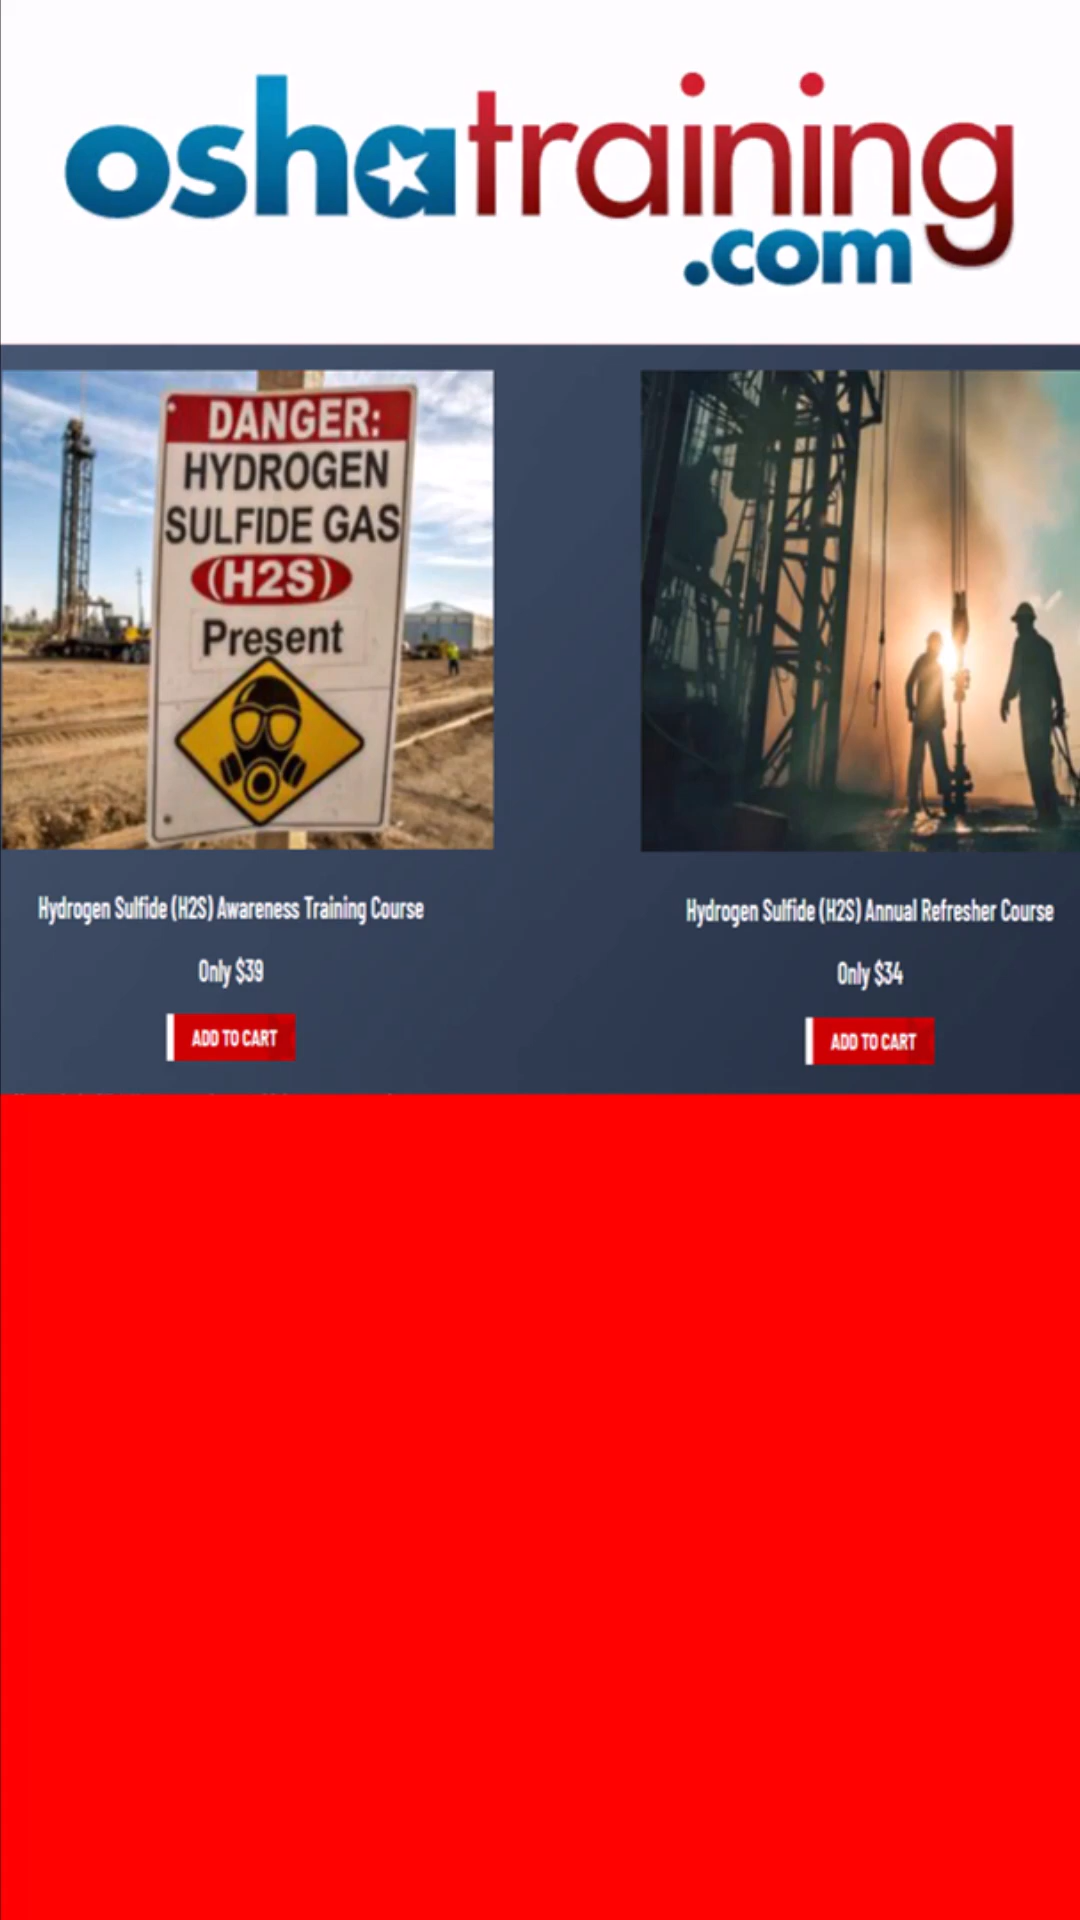 oshatraining
.com
DANGER:
HYDROGEN
SULFIDE GAS
(H2S)
Present
Hydrogen Sulfide (H2S) Awareness Training Course
Only $39
ADD TO CART
Hydrogen Sulfide (H2S) Annual Refresher Course
Only $34
ADD TO CART